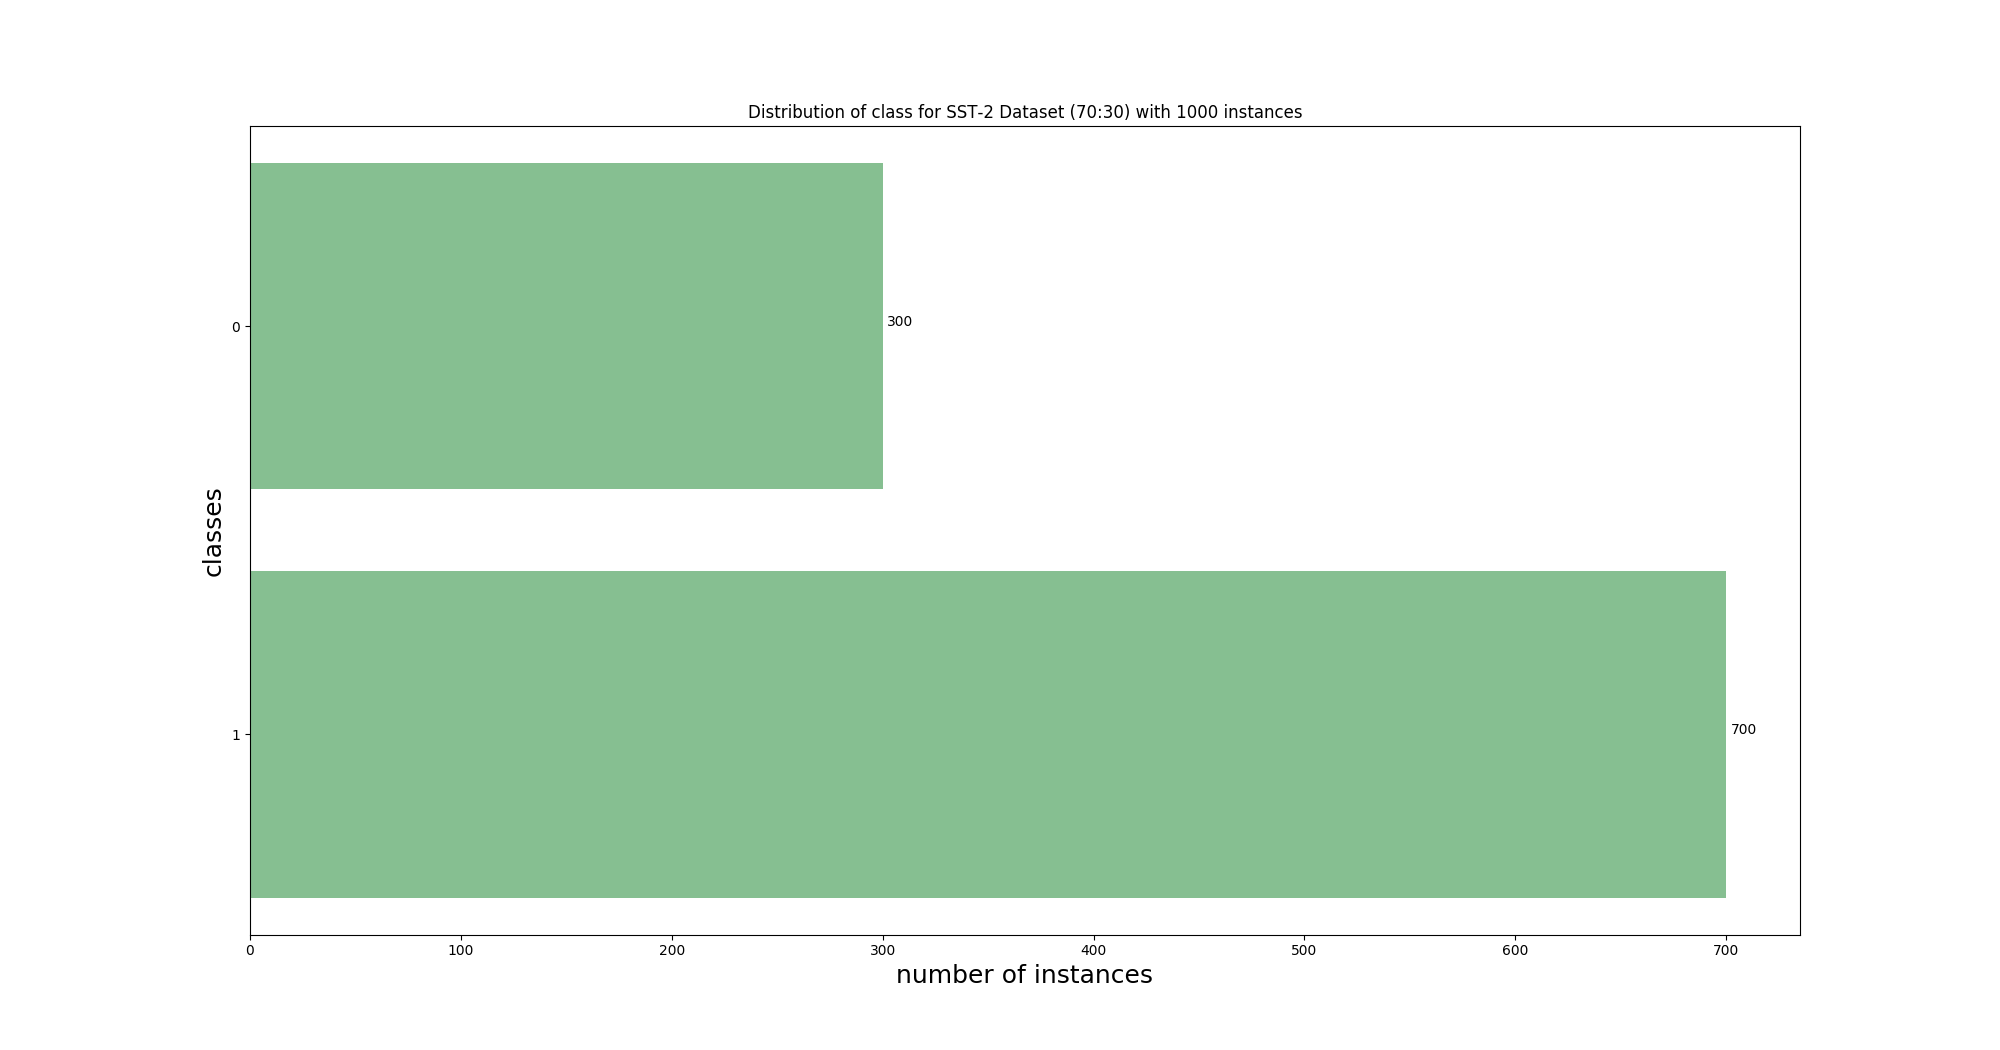 Distribution of class for SST-2 Dataset (70:30) with 1000 instances
0
300
classes
1
700
0 100 200 300 400 500 600 700
number of instances